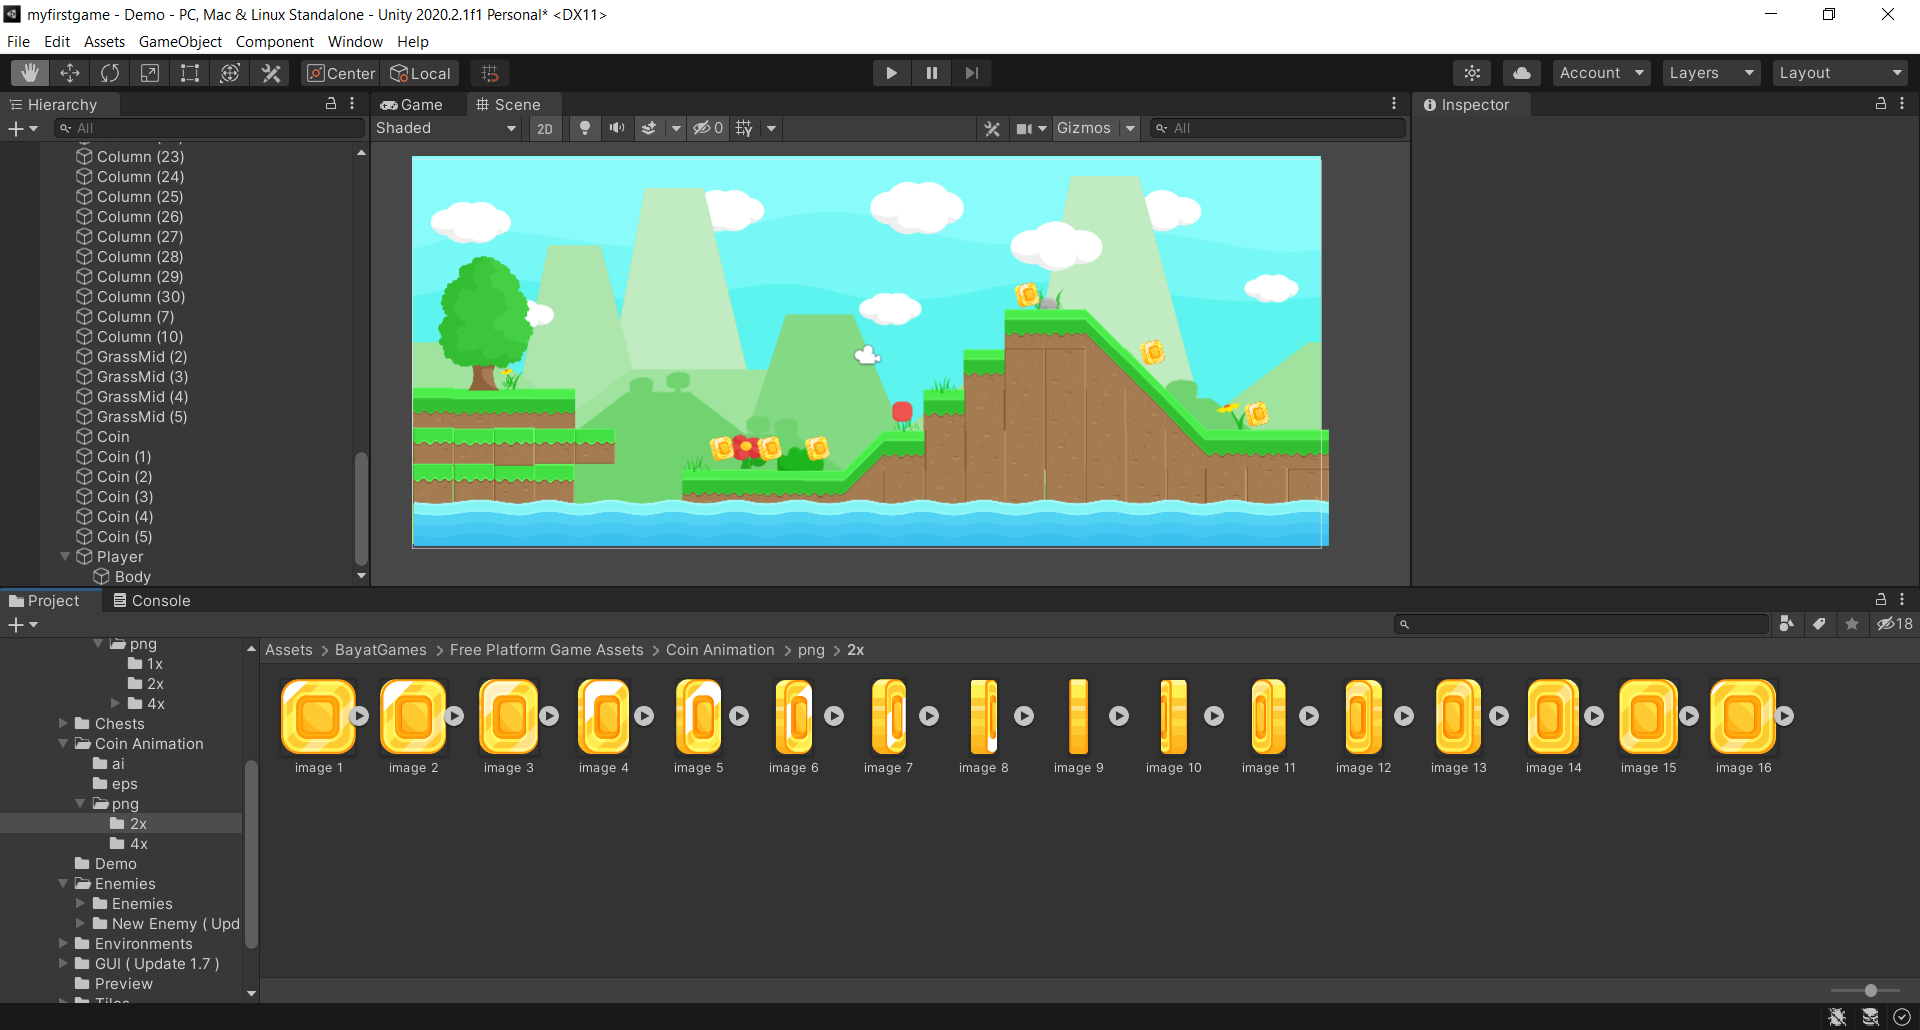 myfirstgame - Demo - PC, Mac & Linux Standalone - Unity 2020.2.1f1 Personal* <DX11>
File Edit Assets GameObject Component Window Help
Center Local Account Layers Layout
Hierarchy Game Scene Inspector
All Shaded 2D 0 Gizmos All
Column (23)
Column (24)
Column (25)
Column (26)
Column (27)
Column (28)
Column (29)
Column (30)
Column (7)
Column (10)
GrassMid (2)
GrassMid (3)
GrassMid (4)
GrassMid (5)
Coin
Coin (1)
Coin (2)
Coin (3)
Coin (4)
Coin (5)
Player
Body
Project Console
18
Assets > BayatGames > Free Platform Game Assets > Coin Animation > png > 2x
png
1x
2x
4x
Chests
Coin Animation
ai
eps
png
2x
4x
Demo
Enemies
Enemies
New Enemy ( Upd
Environments
GUI ( Update 1.7 )
Preview
image 1 image 2 image 3 image 4 image 5 image 6 image 7 image 8 image 9 image 10 image 11 image 12 image 13 image 14 image 15 image 16